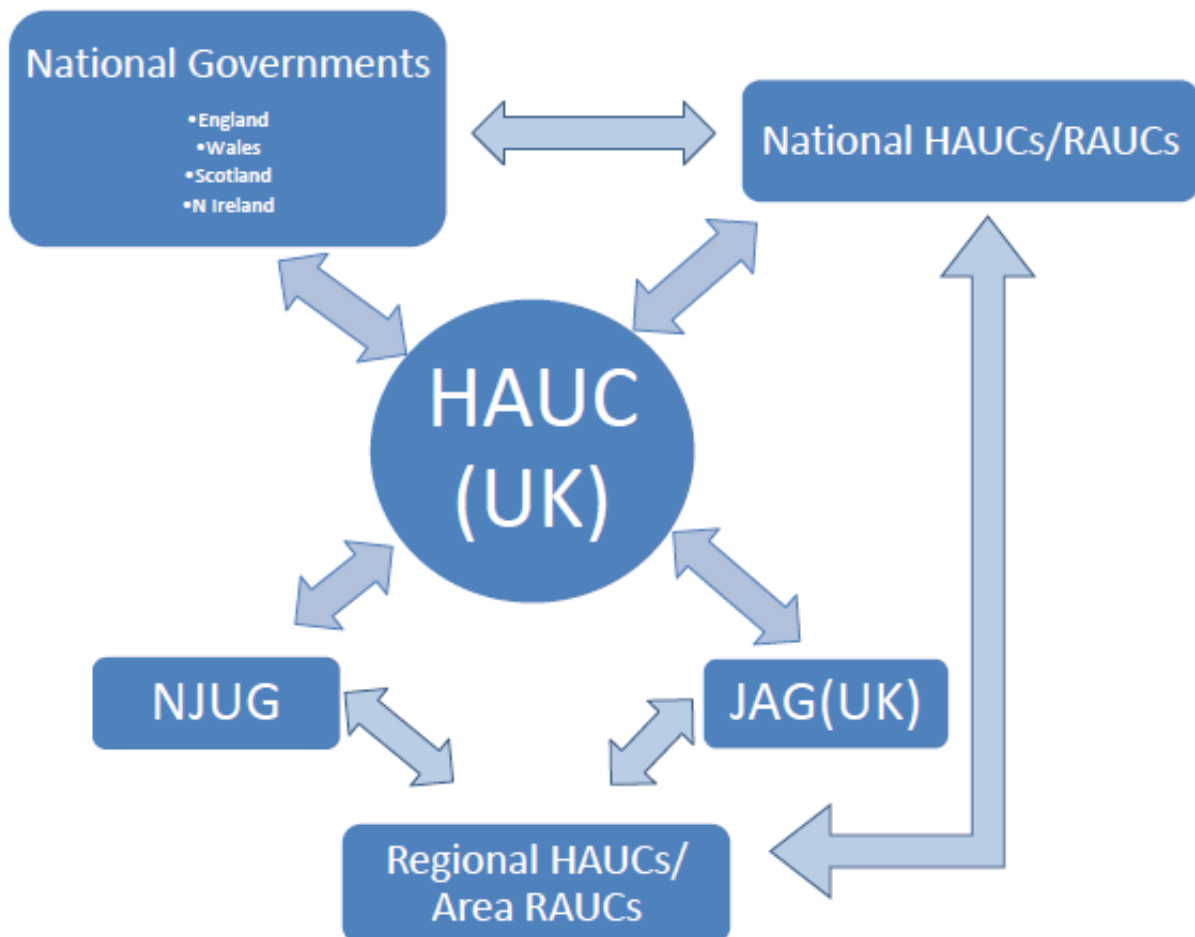 National Governments
•England
•Wales
•Scotland
•N Ireland
National HAUCs/RAUCs
HAUC
(UK)
NJUG
JAG(UK)
Regional HAUCs/
Area RAUCs